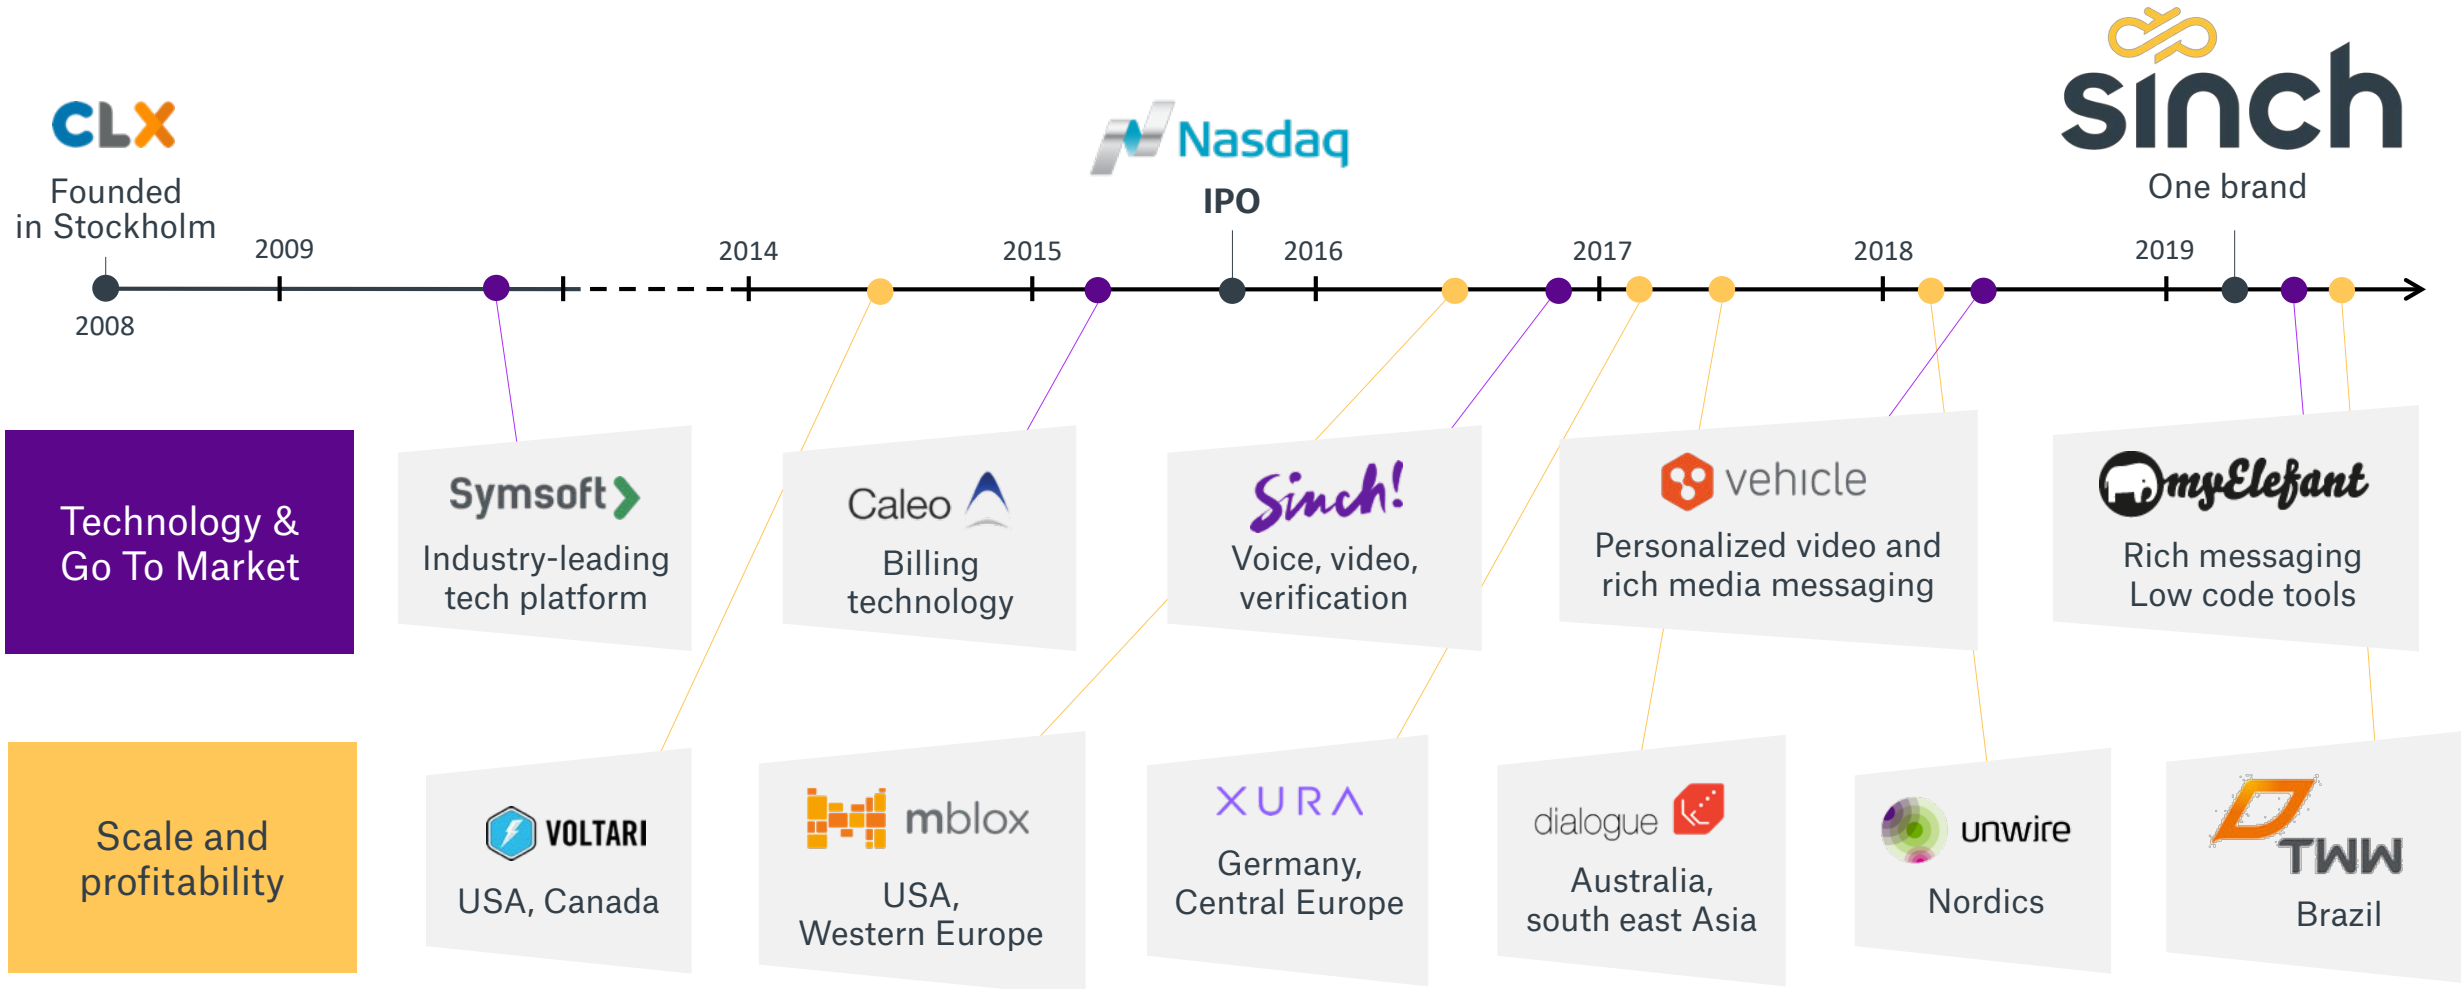 CLX
Founded
in Stockholm
Nasdaq
IPO
sinch
One brand
2009
2014
2015
2016
2017
2018
2019
2008
Technology &
Go To Market
Symsoft
Industry-leading
tech platform
Caleo
Billing
technology
Sinch!
Voice, video,
verification
vehicle
Personalized video and
rich media messaging
myElefant
Rich messaging
Low code tools
Scale and
profitability
VOLTARI
USA, Canada
mblox
USA,
Western Europe
XURA
Germany,
Central Europe
dialogue
Australia,
south east Asia
unwire
Nordics
TWW
Brazil